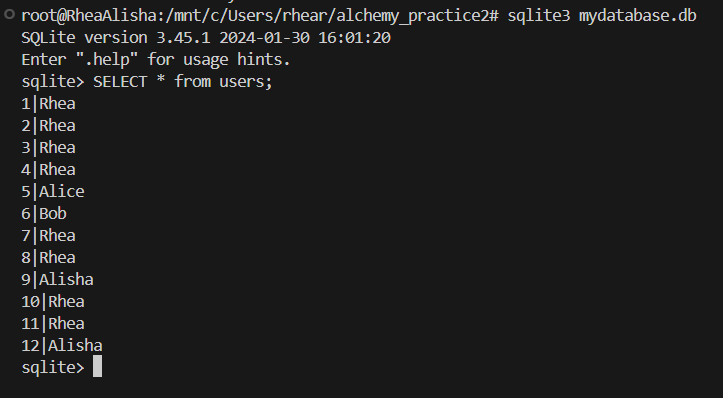 root@RheaAlisha:/mnt/c/Users/rhear/alchemy_practice2# sqlite3 mydatabase.db
SQLite version 3.45.1 2024-01-30 16:01:20
Enter ".help" for usage hints.
sqlite> SELECT * from users;
1|Rhea
2|Rhea
3|Rhea
4|Rhea
5|Alice
6|Bob
7|Rhea
8|Rhea
9|Alisha
10|Rhea
11|Rhea
12|Alisha
sqlite>